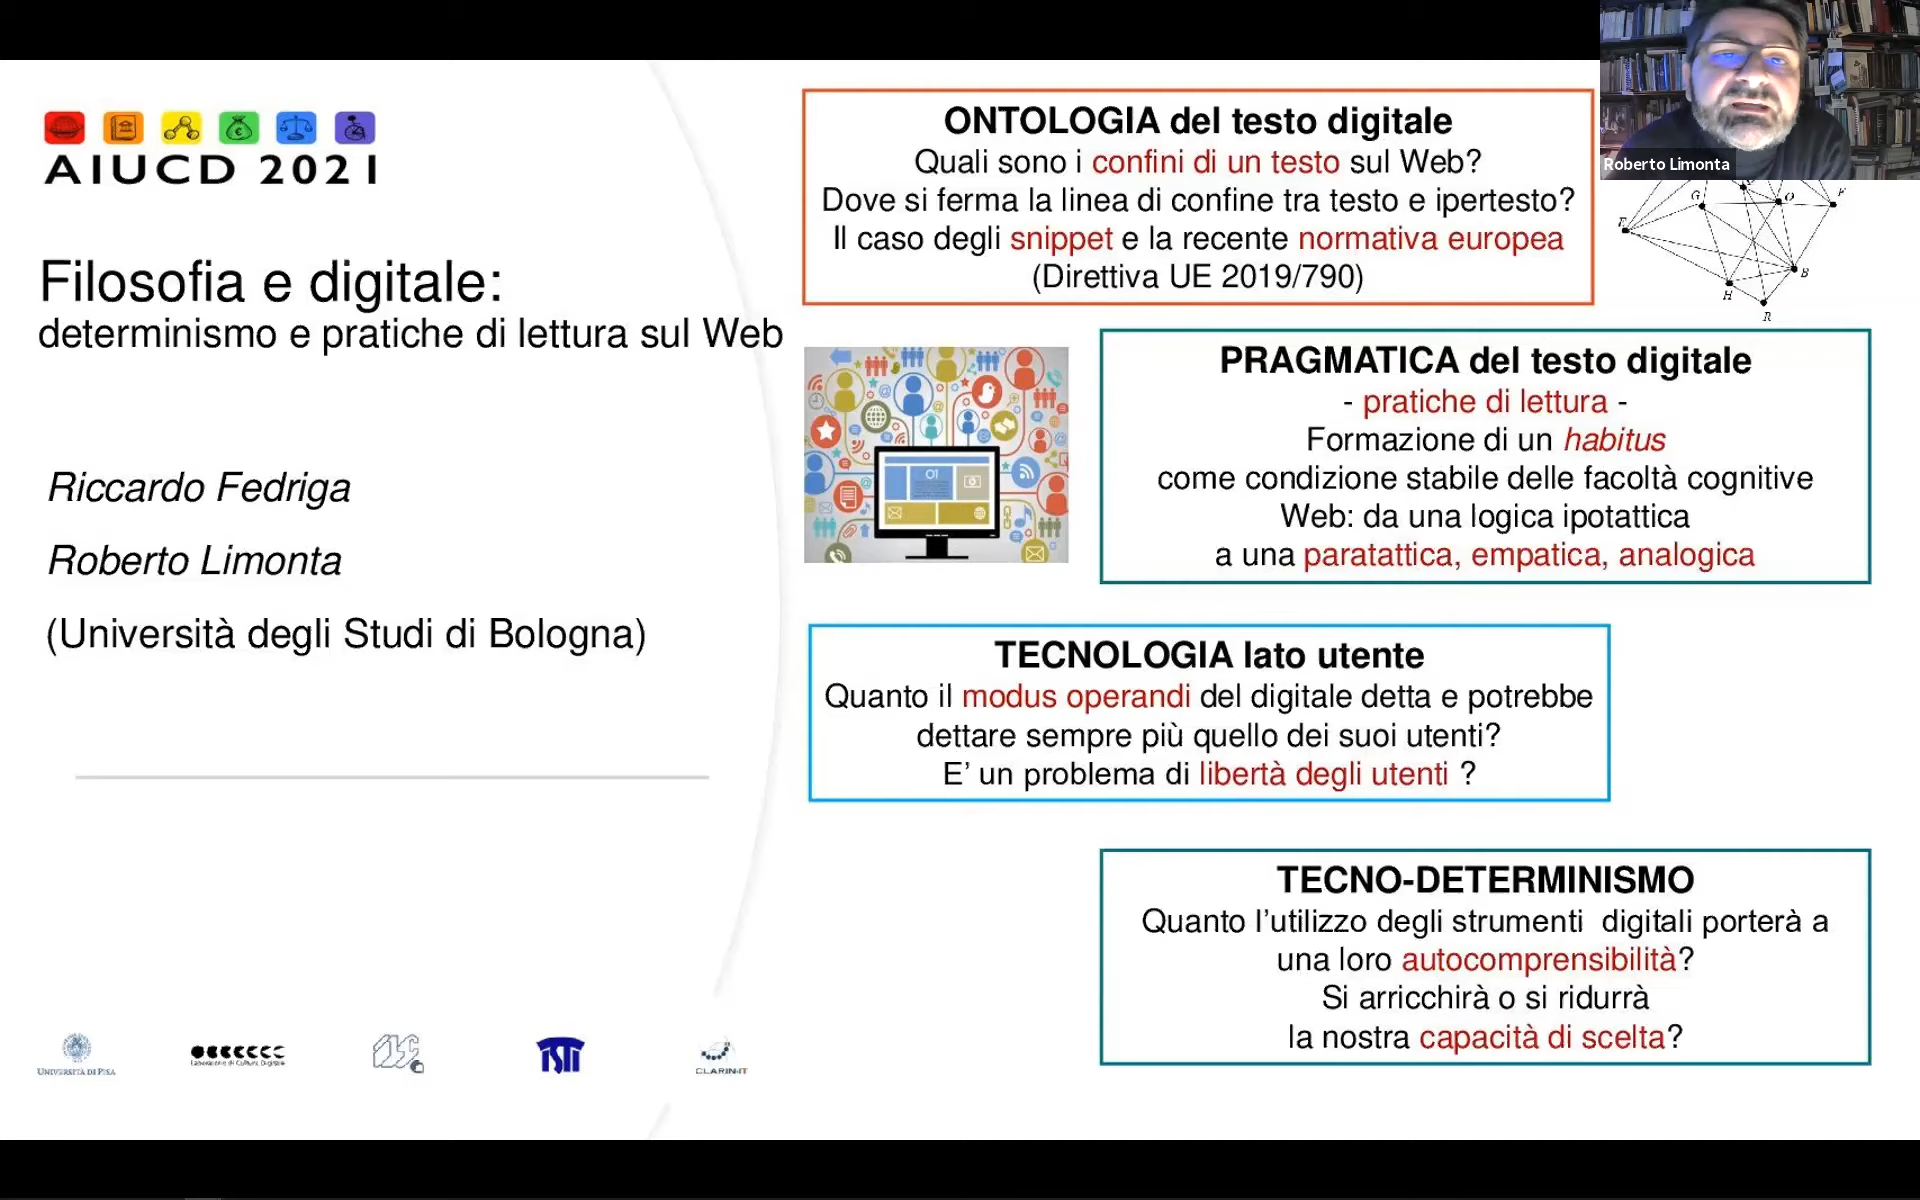 AIUCD 2021
Filosofia e digitale:
determinismo e pratiche di lettura sul Web
Riccardo Fedriga
Roberto Limonta
(Università degli Studi di Bologna)
UNIVERSITÀ DI PISA
Laboratorio di Cultura Digitale
ILC
ISTI
CLARIN-IT
ONTOLOGIA del testo digitale
Quali sono i confini di un testo sul Web?
Dove si ferma la linea di confine tra testo e ipertesto?
Il caso degli snippet e la recente normativa europea
(Direttiva UE 2019/790)
Roberto Limonta
G
O
F
E
B
H
R
PRAGMATICA del testo digitale
- pratiche di lettura -
Formazione di un habitus
come condizione stabile delle facoltà cognitive
Web: da una logica ipotattica
a una paratattica, empatica, analogica
TECNOLOGIA lato utente
Quanto il modus operandi del digitale detta e potrebbe
dettare sempre più quello dei suoi utenti?
E’ un problema di libertà degli utenti ?
TECNO-DETERMINISMO
Quanto l’utilizzo degli strumenti digitali porterà a
una loro autocomprensibilità?
Si arricchirà o si ridurrà
la nostra capacità di scelta?